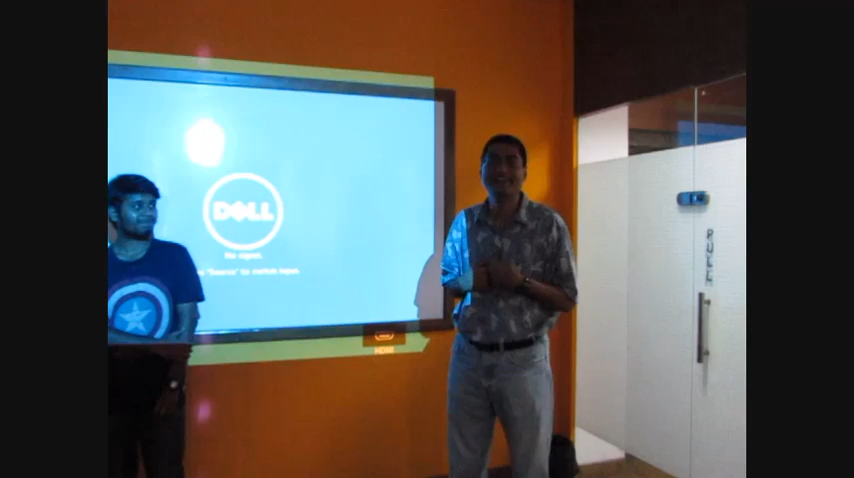 DELL
No signal.
"Source" to switch input.
HDMI
PULL